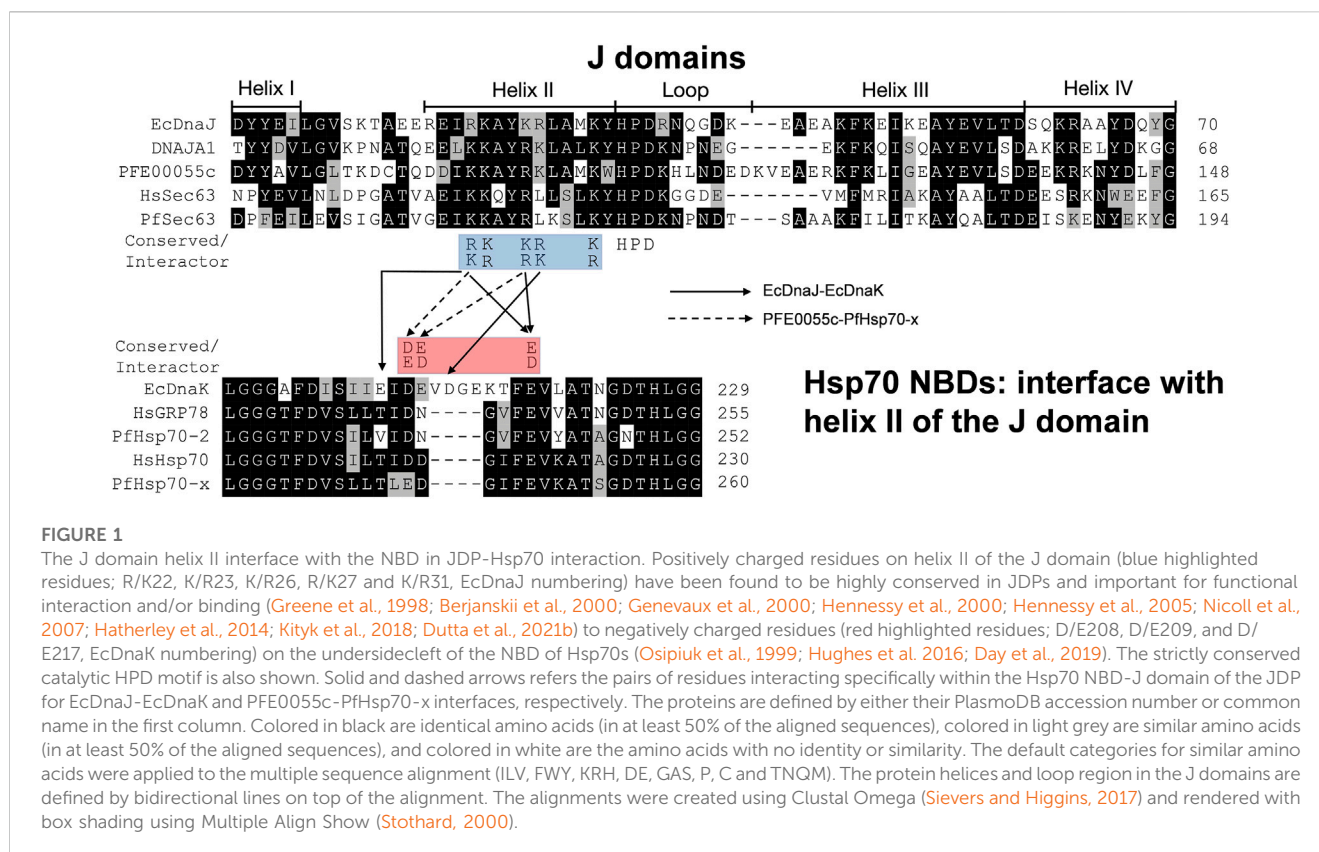 J domains
Helix I Helix II Loop Helix III Helix IV
EcDnaJ DYYEILGVSKTAEEREIRKAYKRLAMKYHPDRNQGDK---EAEAKFKEIKEAYEVLTDSQKRAAYDQYG 70
DNAJA1 TYYDVLGVKPNATQEELKKAYRKLALKYHPDKNPNEG------EKFKQISQAYEVLSDAKKRELYDKGG 68
PFE00055c DYYAVLGLTKDCTQDDIKKAYRKLAMKWHPDKHLNDEDKVEAERKFKLIGEAYEVLSDEEKRKNYDLFG 148
HsSec63 NPYEVLNLDPGATVAEIKKQYRLLSLKYHPDKGGDE-----VMFMRIAKAYAALTDEESRKNWEEFG 165
PfSec63 DPFEILEVSIGATVGEIKKAYRLKSLKYHPDKNPNDT---SAAAKFILITKAYQALTDEISKENYEKYG 194
Conserved/ RK KR K HPD
Interactor KR RK R
EcDnaJ-EcDnaK
PFE0055c-PfHsp70-x
Conserved/ DE E
Interactor ED D
EcDnaK LGGGAFDISIIEIDEVDGEKTFEVLATNGDTHLGG 229
HsGRP78 LGGGTFDVSLLTIDN----GVFEVVATNGDTHLGG 255
PfHsp70-2 LGGGTFDVSILVIDN----GVFEVYATAGNTHLGG 252
HsHsp70 LGGGTFDVSILTIDD----GIFEVKATAGDTHLGG 230
PfHsp70-x LGGGTFDVSLLTLED----GIFEVKATSGDTHLGG 260
Hsp70 NBDs: interface with
helix II of the J domain
FIGURE 1
The J domain helix II interface with the NBD in JDP-Hsp70 interaction. Positively charged residues on helix II of the J domain (blue highlighted
residues; R/K22, K/R23, K/R26, R/K27 and K/R31, EcDnaJ numbering) have been found to be highly conserved in JDPs and important for functional
interaction and/or binding (Greene et al., 1998; Berjanskii et al., 2000; Genevaux et al., 2000; Hennessy et al., 2000; Hennessy et al., 2005; Nicoll et al.,
2007; Hatherley et al., 2014; Kityk et al., 2018; Dutta et al., 2021b) to negatively charged residues (red highlighted residues; D/E208, D/E209, and D/
E217, EcDnaK numbering) on the undersidecleft of the NBD of Hsp70s (Osipiuk et al., 1999; Hughes et al. 2016; Day et al., 2019). The strictly conserved
catalytic HPD motif is also shown. Solid and dashed arrows refers the pairs of residues interacting specifically within the Hsp70 NBD-J domain of the JDP
for EcDnaJ-EcDnaK and PFE0055c-PfHsp70-x interfaces, respectively. The proteins are defined by either their PlasmoDB accession number or common
name in the first column. Colored in black are identical amino acids (in at least 50% of the aligned sequences), colored in light grey are similar amino acids
(in at least 50% of the aligned sequences), and colored in white are the amino acids with no identity or similarity. The default categories for similar amino
acids were applied to the multiple sequence alignment (ILV, FWY, KRH, DE, GAS, P, C and TNQM). The protein helices and loop region in the J domains are
defined by bidirectional lines on top of the alignment. The alignments were created using Clustal Omega (Sievers and Higgins, 2017) and rendered with
box shading using Multiple Align Show (Stothard, 2000).